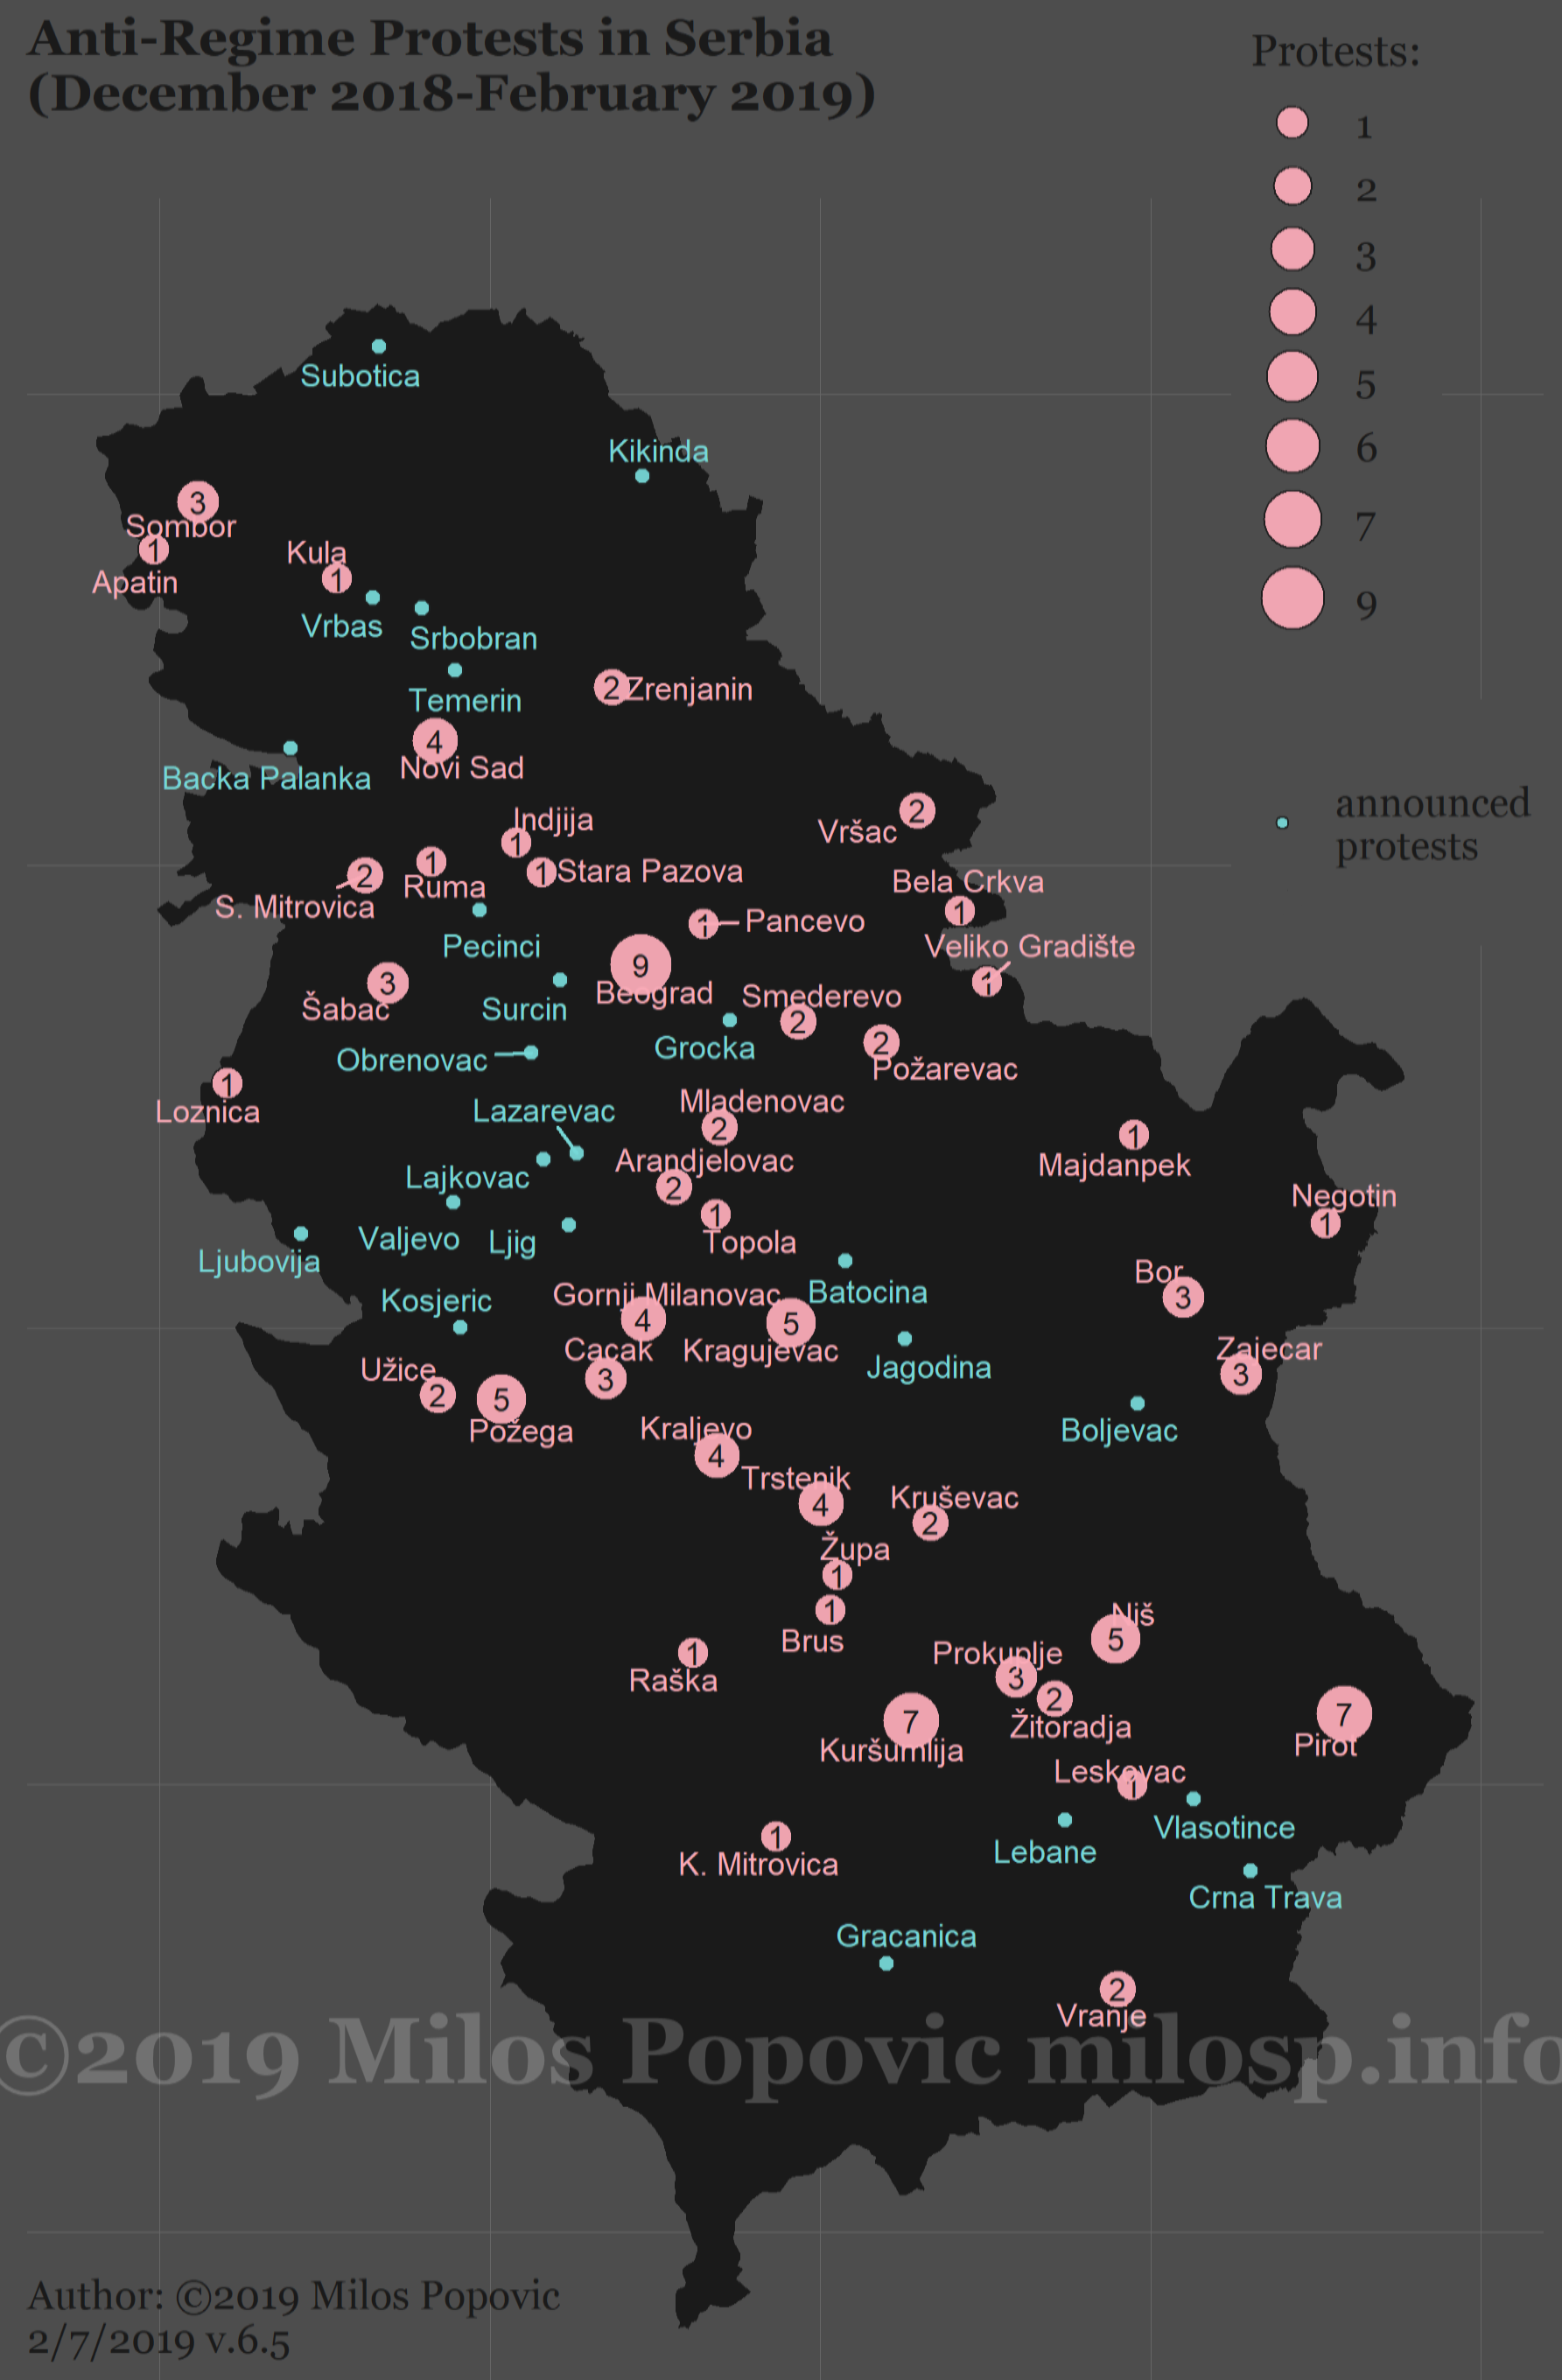 Anti-Regime Protests in Serbia
(December 2018-February 2019)
Protests:
1
2
3
4
5
6
7
9
announced
protests
Subotica
Kikinda
3
Sombor
1
Apatin
Kula
1
Vrbas
Srbobran
Temerin
2 Zrenjanin
4
Novi Sad
Backa Palanka
Indjija
1
2
Vršac
1
Ruma
1 Stara Pazova
2
S. Mitrovica
Bela Crkva
1
1 Pancevo
Pecinci
Veliko Gradište
1
9
Beograd
3
Šabac
Surcin
Smederevo
2
Grocka
2
Požarevac
Obrenovac
1
Loznica
Lazarevac
Mladenovac
2
1
Majdanpek
Lajkovac
Arandjelovac
2
Negotin
1
Valjevo
Ljig
1
Topola
Ljubovija
Batocina
Bor
3
Kosjeric
Gornji Milanovac
4
5
Kragujevac
Jagodina
Cacak
3
Zajecar
3
Užice
2
5
Požega
Boljevac
Kraljevo
4
Trstenik
4
Kruševac
2
Župa
1
1
Brus
Niš
5
1
Raška
Prokuplje
3
2
Žitoradja
7
Kuršumlija
7
Pirot
Leskovac
1
Vlasotince
Lebane
1
K. Mitrovica
Crna Trava
Gracanica
2
Vranje
©2019 Milos Popovic milosp.info
Author: ©2019 Milos Popovic
2/7/2019 v.6.5